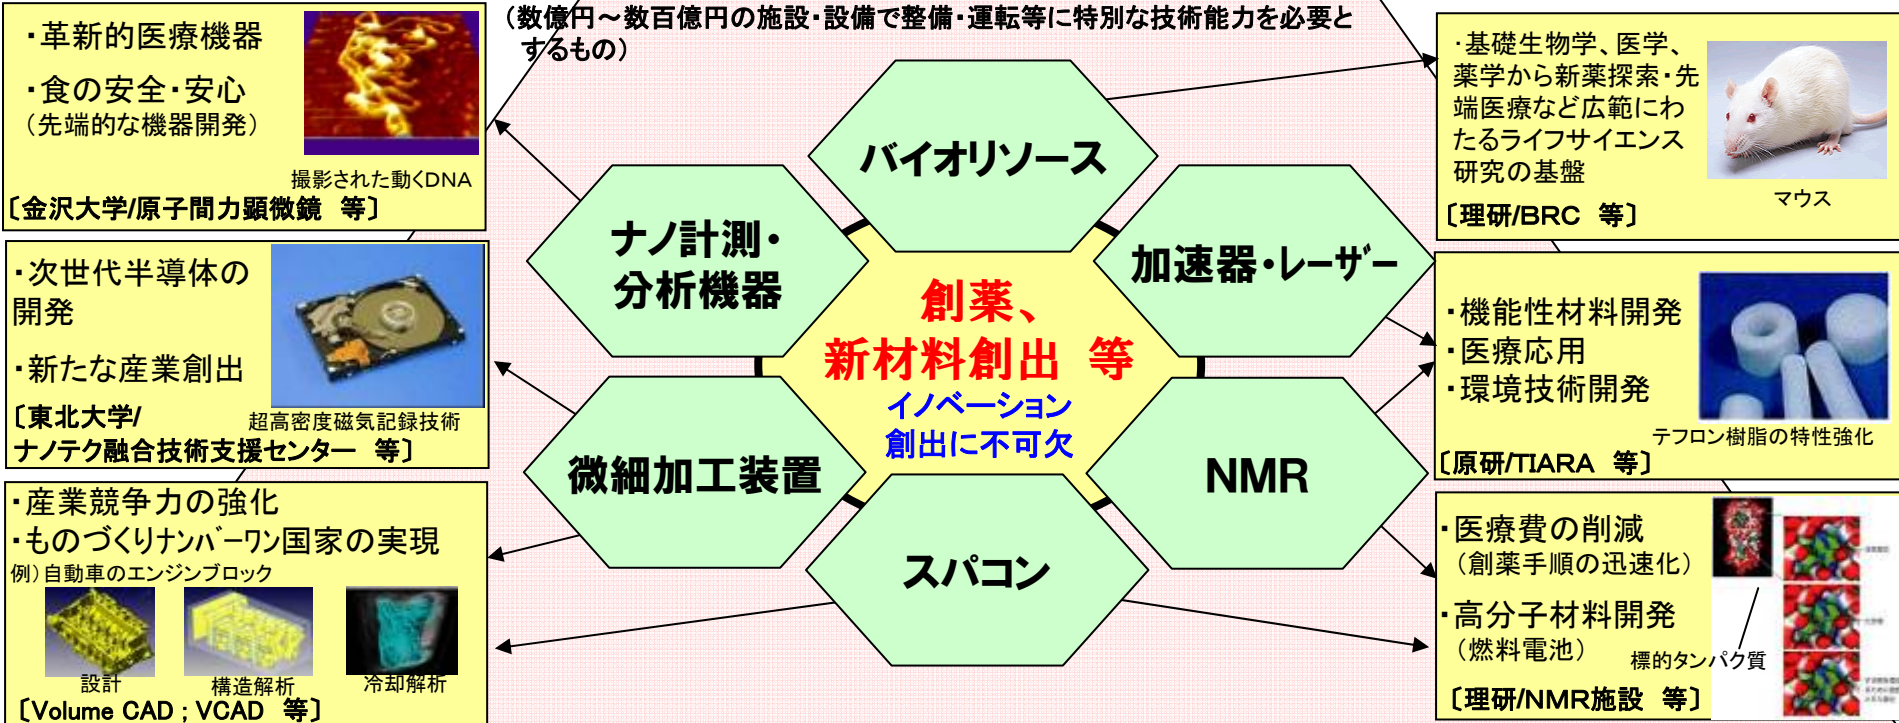 （数億円～数百億円の施設・設備で整備・運転等に特別な技術能力を必要と
するもの）
・革新的医療機器
・食の安全・安心
（先端的な機器開発）
撮影された動くDNA
〔金沢大学/原子間力顕微鏡　等〕
・次世代半導体の
開発
・新たな産業創出
超高密度磁気記録技術
〔東北大学/
ナノテク融合技術支援センター　等〕
・産業競争力の強化
・ものづくりナンバーワン国家の実現
例）自動車のエンジンブロック
設計
構造解析
冷却解析
〔Volume CAD ; VCAD　等〕
バイオリソース
ナノ計測・
分析機器
加速器・レーザー
創薬、
新材料創出　等
イノベーション
創出に不可欠
微細加工装置
NMR
スパコン
・基礎生物学、医学、
薬学から新薬探索・先
端医療など広範にわ
たるライフサイエンス
研究の基盤
マウス
〔理研/BRC　等〕
・機能性材料開発
・医療応用
・環境技術開発
テフロン樹脂の特性強化
〔原研/TIARA　等〕
・医療費の削減
（創薬手順の迅速化）
・高分子材料開発
（燃料電池）
標的タンパク質
〔理研/NMR施設　等〕